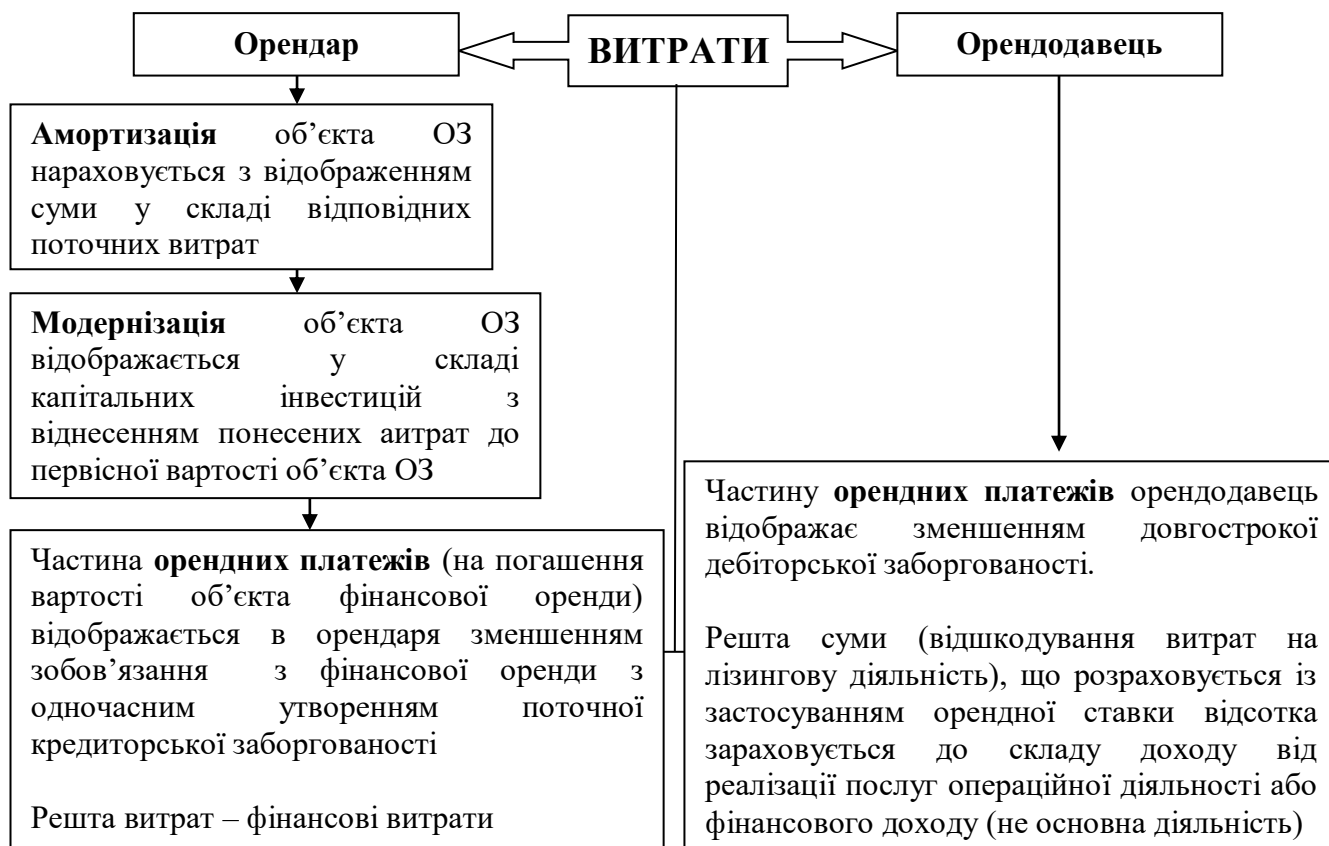 Орендар
ВИТРАТИ
Орендодавець
Амортизація об’єкта ОЗ
нараховується з відображенням
суми у складі відповідних
поточних витрат
Модернізація об’єкта ОЗ
відображається у складі
капітальних інвестицій з
віднесенням понесених аитрат до
первісної вартості об’єкта ОЗ
Частина орендних платежів (на погашення
вартості об’єкта фінансової оренди)
відображається в орендаря зменшенням
зобов’язання з фінансової оренди з
одночасним утворенням поточної
кредиторської заборгованості
Решта витрат – фінансові витрати
Частину орендних платежів орендодавець
відображає зменшенням довгострокої
дебіторської заборгованості.
Решта суми (відшкодування витрат на
лізингову діяльність), що розраховується із
застосуванням орендної ставки відсотка
зараховується до складу доходу від
реалізації послуг операційної діяльності або
фінансового доходу (не основна діяльність)